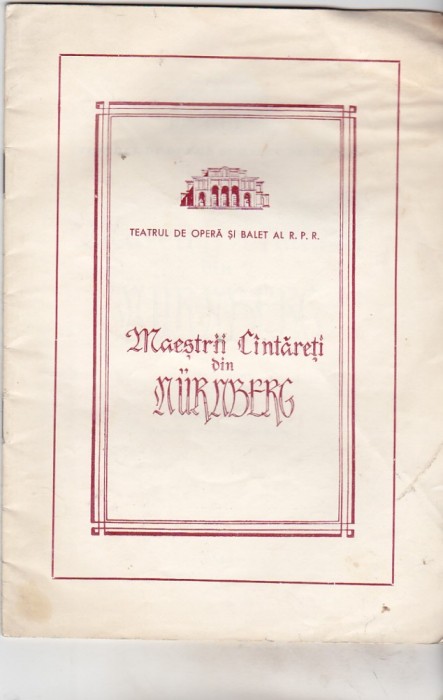 TEATRUL DE OPERĂ ȘI BALET AL R. P. R.
Maeștrii Cîntăreți
din
NÜRNBERG